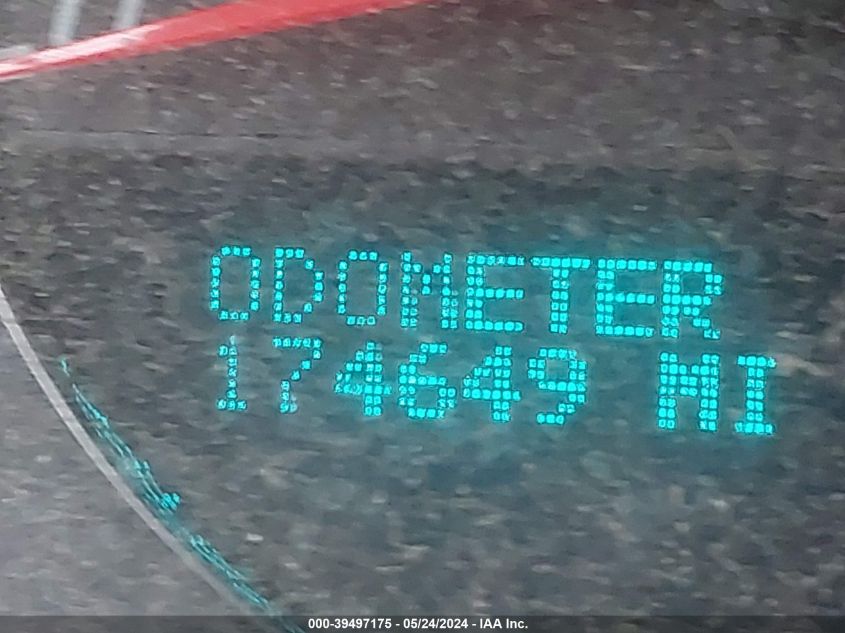 ODOMETER
174649 MI
000-39497175 - 05/24/2024 - IAA Inc.